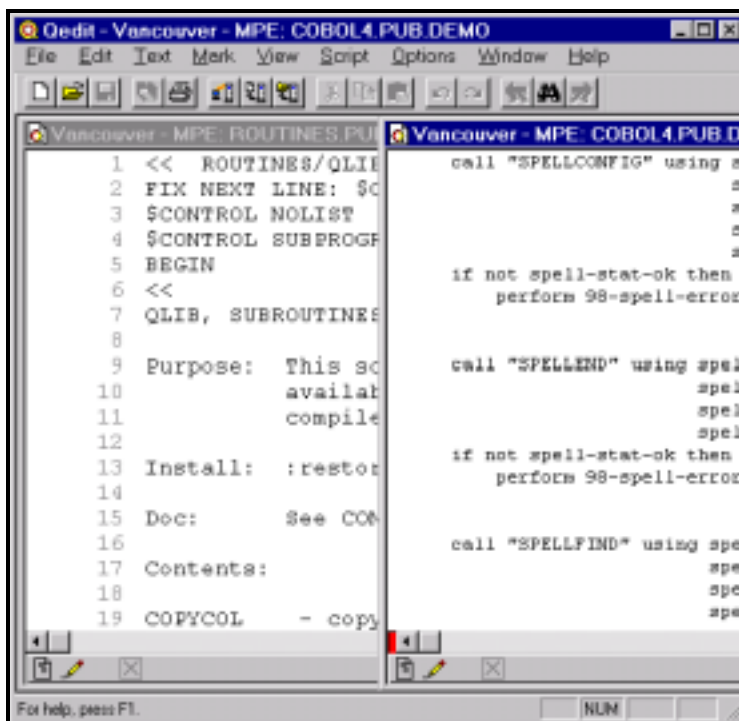 Qedit - Vancouver - MPE: COBOL4.PUB.DEMO
File Edit Text Mark View Script Options Window Help
Vancouver - MPE: ROUTINES.PU
1 << ROUTINES/QLIB
2 FIX NEXT LINE: $C
3 $CONTROL NOLIST
4 $CONTROL SUBPROGR
5 BEGIN
6 <<
7 QLIB, SUBROUTINES
8
9 Purpose: This so
10 availab
11 compile
12
13 Install: :restor
14
15 Doc: See CON
16
17 Contents:
18
19 COPYCOL - copy
Vancouver - MPE: COBOL4.PUB.D
call "SPELLCONFIG" using s
s
s
s
s
if not spell-stat-ok then
perform 98-spell-error
call "SPELLEND" using spel
spel
spel
spel
if not spell-stat-ok then
perform 98-spell-error
call "SPELLFIND" using spe
spe
spe
spe
For help, press F1.
NUM